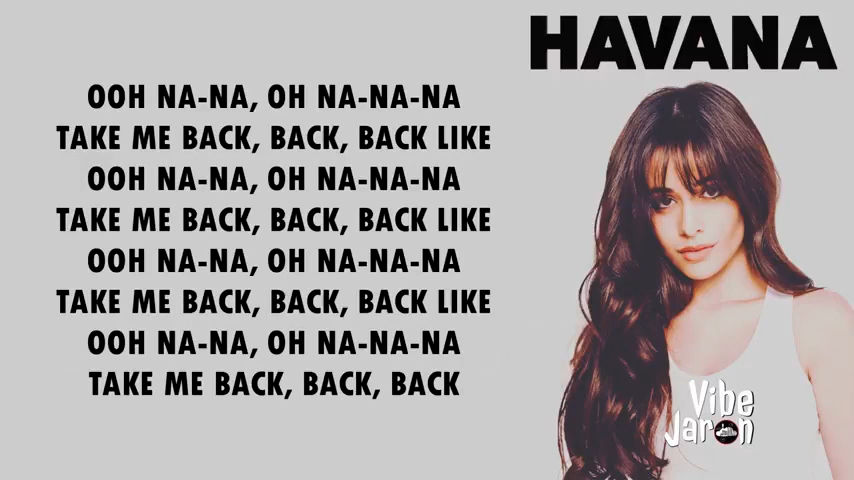 HAVANA
OOH NA-NA, OH NA-NA-NA
TAKE ME BACK, BACK, BACK LIKE
OOH NA-NA, OH NA-NA-NA
TAKE ME BACK, BACK, BACK LIKE
OOH NA-NA, OH NA-NA-NA
TAKE ME BACK, BACK, BACK LIKE
OOH NA-NA, OH NA-NA-NA
TAKE ME BACK, BACK, BACK
Vibe
Jaron